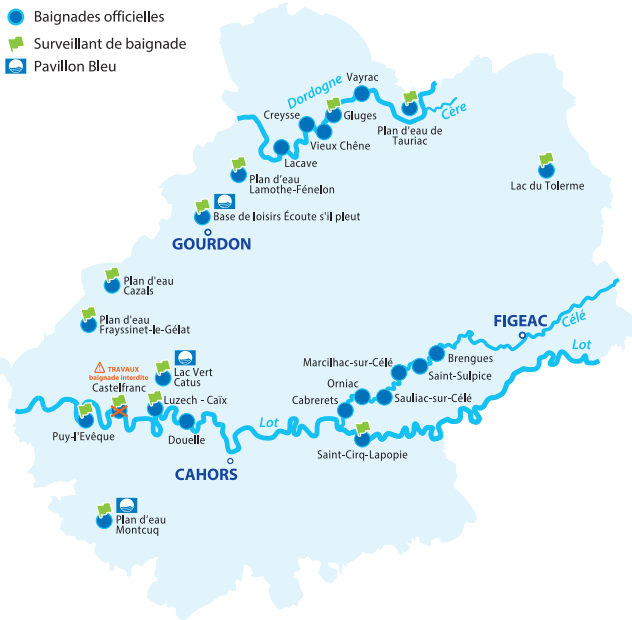 Baignades officielles
Surveillant de baignade
Pavillon Bleu
Vayrac
Dordogne
Creysse
Gluges
Cère
Plan d'eau de
Tauriac
Vieux Chêne
Lacave
Plan d'eau
Lamothe-Fénelon
Lac du Tolerme
Base de loisirs Écoute s'il pleut
GOURDON
Plan d'eau
Cazals
Plan d'eau
Frayssinet-le-Gélat
FIGEAC
Célé
Lot
Brengues
Marcilhac-sur-Célé
Saint-Sulpice
TRAVAUX
baignade interdite
Castelfranc
Lac Vert
Catus
Orniac
Cabrerets
Sauliac-sur-Célé
Luzech - Caïx
Puy-l'Evêque
Douelle
Lot
Saint-Cirq-Lapopie
CAHORS
Plan d'eau
Montcuq